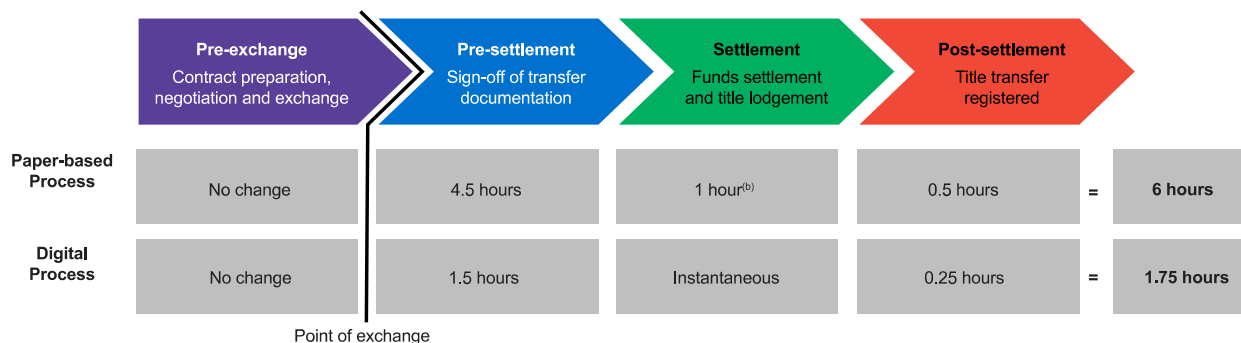 Pre-exchange
Contract preparation,
negotiation and exchange
Pre-settlement
Sign-off of transfer
documentation
Settlement
Funds settlement
and title lodgement
Post-settlement
Title transfer
registered
Paper-based
Process
No change
4.5 hours
1 hour(b)
0.5 hours
=
6 hours
Digital
Process
No change
1.5 hours
Instantaneous
0.25 hours
=
1.75 hours
Point of exchange